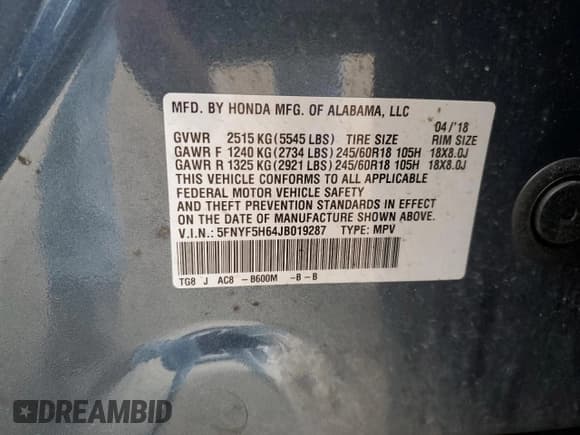 MFD. BY HONDA MFG. OF ALABAMA, LLC
04/'18
GVWR 2515 KG (5545 LBS) TIRE SIZE RIM SIZE
GAWR F 1240 KG (2734 LBS) 245/60R18 105H 18X8.0J
GAWR R 1325 KG (2921 LBS) 245/60R18 105H 18X8.0J
THIS VEHICLE CONFORMS TO ALL APPLICABLE
FEDERAL MOTOR VEHICLE SAFETY
AND THEFT PREVENTION STANDARDS IN EFFECT
ON THE DATE OF MANUFACTURE SHOWN ABOVE.
V.I.N.: 5FNYF5H64JB019287 TYPE: MPV
TG8 J AC8 -B600M -B-B
DREAMBID